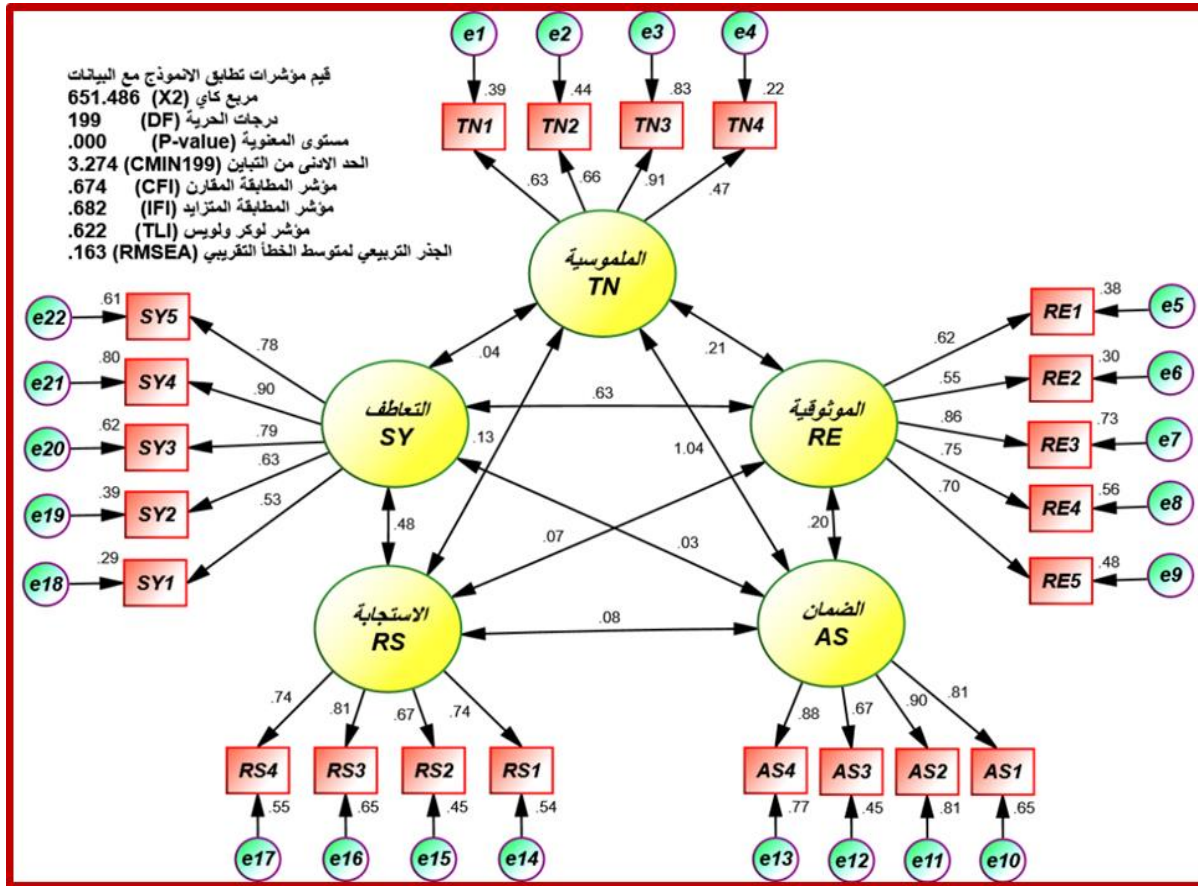 قيم مؤشرات تطابق الانموذج مع البيانات
مربع كاي (X2) 651.486
درجات الحرية (DF) 199
مستوى المعنوية (P-value) .000
الحد الادنى من التباين (CMIN199) 3.274
مؤشر المطابقة المقارن (CFI) .674
مؤشر المطابقة المتزايد (IFI) .682
مؤشر لوكر ولويس (TLI) .622
الجذر التربيعي لمتوسط الخطأ التقريبي (RMSEA) .163
e1 e2 e3 e4
.39 .44 .83 .22
TN1 TN2 TN3 TN4
.63 .66 .91 .47
الملموسية
TN
e22 .61 SY5 .78
e21 .80 SY4 .90
e20 .62 SY3 .79
e19 .39 SY2 .63
e18 .29 SY1 .53
التعاطف
SY
.04 .21
.63
.13 1.04
.48 .07 .03 .20
.08
الموثوقية
RE
.62 RE1 .38 e5
.55 RE2 .30 e6
.86 RE3 .73 e7
.75 RE4 .56 e8
.70 RE5 .48 e9
الاستجابة
RS
.74 .81 .67 .74
RS4 RS3 RS2 RS1
.55 .65 .45 .54
e17 e16 e15 e14
الضمان
AS
.88 .67 .90 .81
AS4 AS3 AS2 AS1
.77 .45 .81 .65
e13 e12 e11 e10